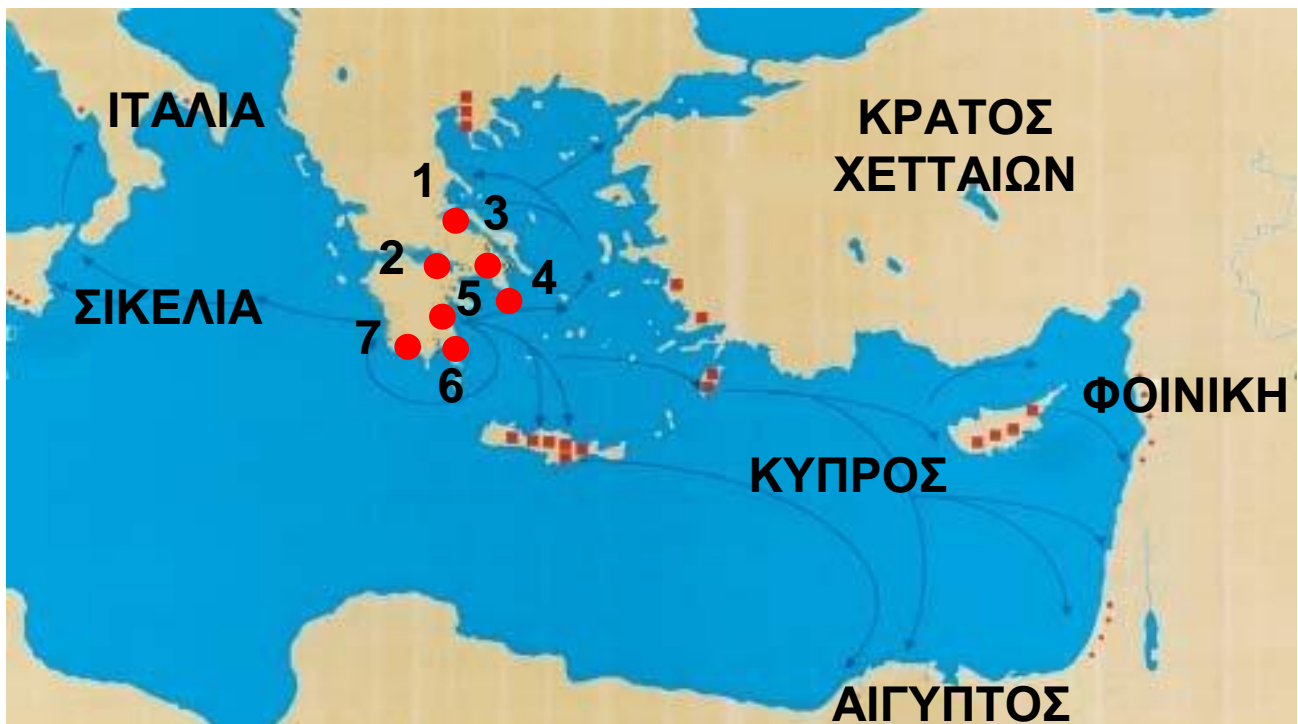 ΙΤΑΛΙΑ
ΚΡΑΤΟΣ
ΧΕΤΤΑΙΩΝ
1
3
2
4
5
ΣΙΚΕΛΙΑ
7
6
ΦΟΙΝΙΚΗ
ΚΥΠΡΟΣ
ΑΙΓΥΠΤΟΣ